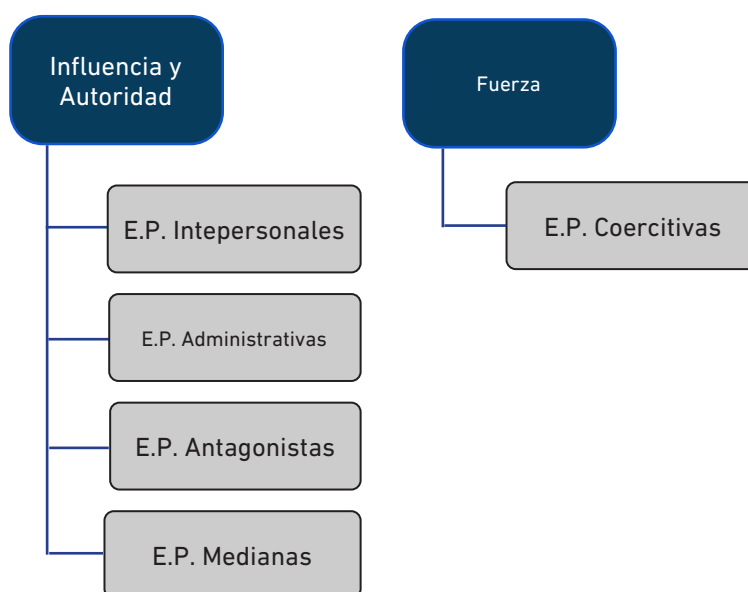 Influencia y
Autoridad
E.P. Intepersonales
E.P. Administrativas
E.P. Antagonistas
E.P. Medianas
Fuerza
E.P. Coercitivas